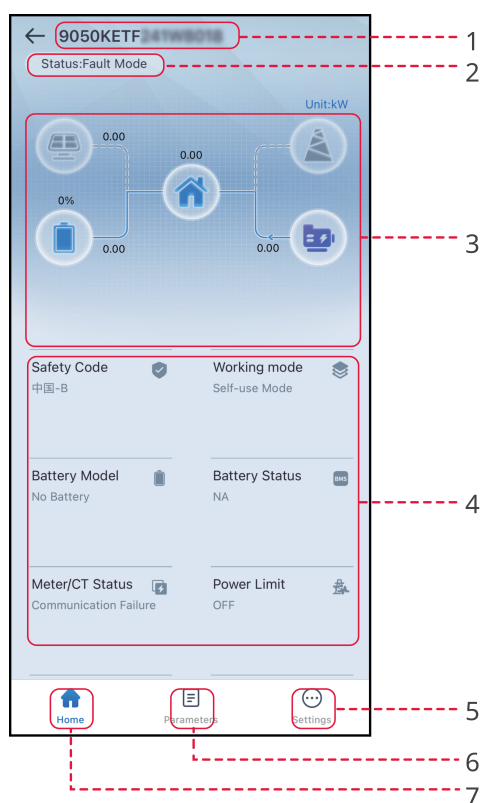 9050KETF
1
Status:Fault Mode
2
Unit:kW
0.00
0.00
0%
0.00
0.00
3
Safety Code
Working mode
中国-B
Self-use Mode
Battery Model
Battery Status
BMS
No Battery
NA
4
Meter/CT Status
Power Limit
Communication Failure
OFF
Home
Parameters
Settings
5
6
7